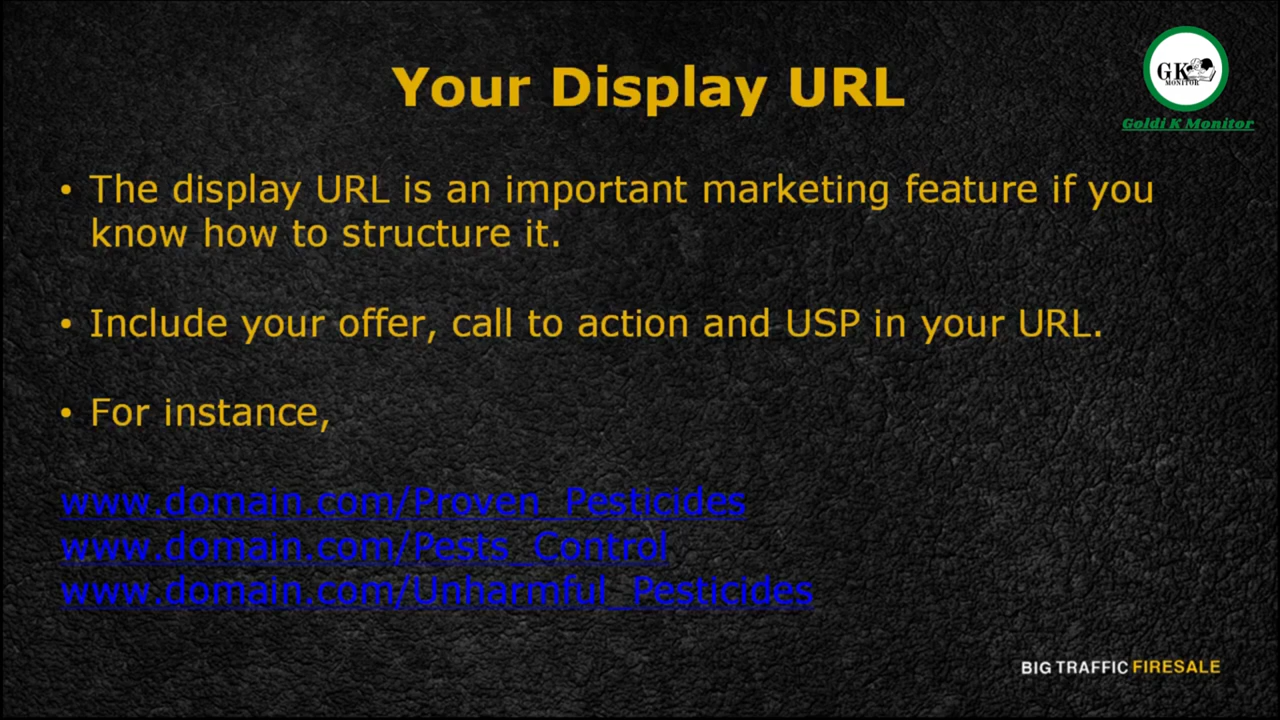 Your Display URL
GK
MONITOR
Goldi K Monitor
• The display URL is an important marketing feature if you
know how to structure it.
• Include your offer, call to action and USP in your URL.
• For instance,
www.domain.com/Proven_Pesticides
www.domain.com/Pests_Control
www.domain.com/Unharmful_Pesticides
BIG TRAFFIC FIRESALE